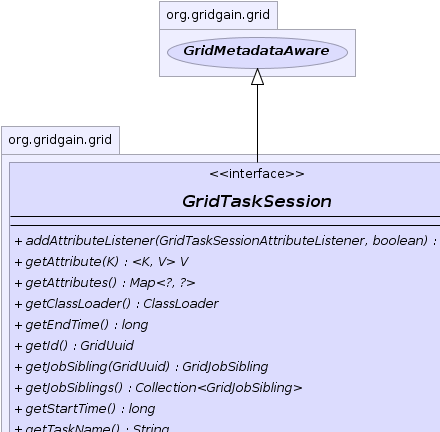 org.gridgain.grid
GridMetadataAware
org.gridgain.grid
<<interface>>
GridTaskSession
+ addAttributeListener(GridTaskSessionAttributeListener, boolean) :
+ getAttribute(K) : <K, V> V
+ getAttributes() : Map<?, ?>
+ getClassLoader() : ClassLoader
+ getEndTime() : long
+ getId() : GridUuid
+ getJobSibling(GridUuid) : GridJobSibling
+ getJobSiblings() : Collection<GridJobSibling>
+ getStartTime() : long
+ getTaskName() : String